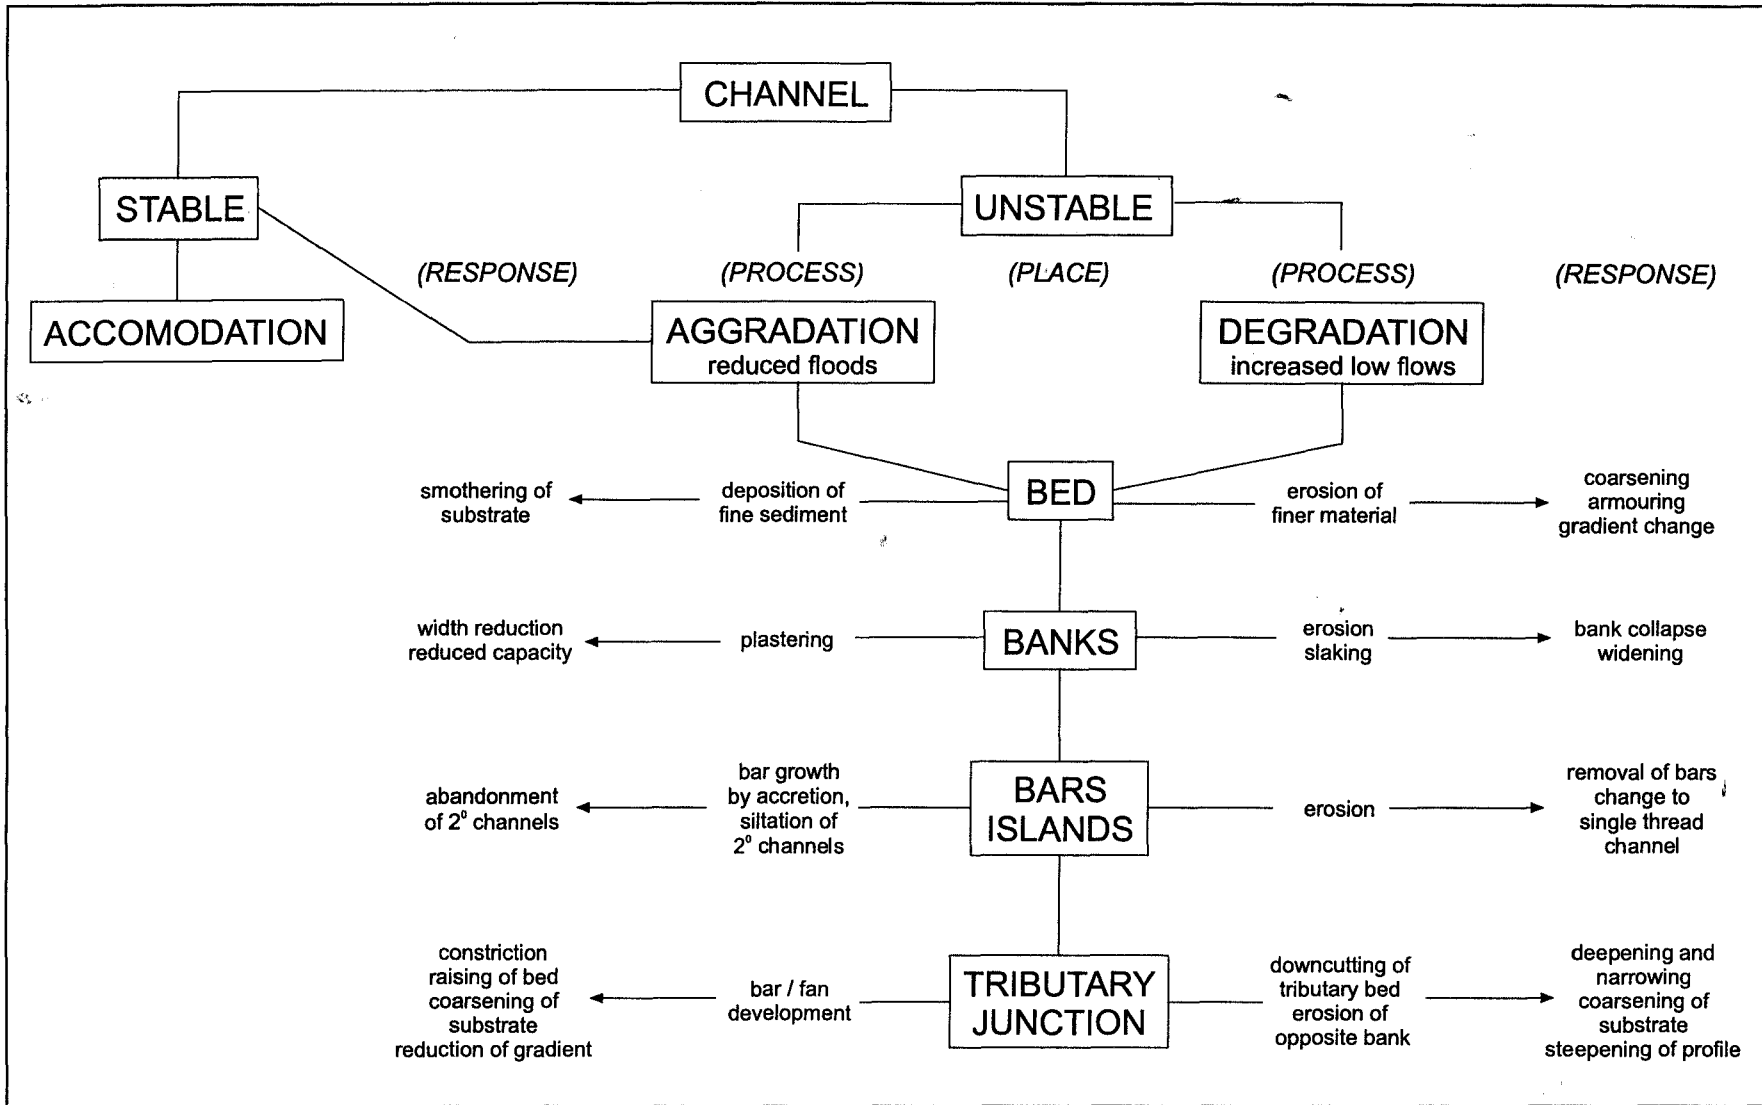 CHANNEL
STABLE
UNSTABLE
(RESPONSE)
(PROCESS)
(PLACE)
(PROCESS)
(RESPONSE)
ACCOMODATION
AGGRADATION
reduced floods
DEGRADATION
increased low flows
BED
smothering of
substrate
deposition of
fine sediment
erosion of
finer material
coarsening
armouring
gradient change
BANKS
width reduction
reduced capacity
plastering
erosion
slaking
bank collapse
widening
BARS
ISLANDS
abandonment
of 2⁰ channels
bar growth
by accretion,
siltation of
2⁰ channels
erosion
removal of bars
change to
single thread
channel
TRIBUTARY
JUNCTION
constriction
raising of bed
coarsening of
substrate
reduction of gradient
bar / fan
development
downcutting of
tributary bed
erosion of
opposite bank
deepening and
narrowing
coarsening of
substrate
steepening of profile